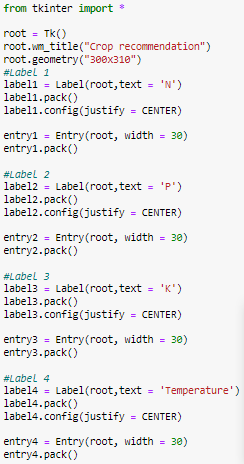 from tkinter import *
root = Tk()
root.wm_title("Crop recommendation")
root.geometry("300x310")
#Label 1
label1 = Label(root,text = 'N')
label1.pack()
label1.config(justify = CENTER)
entry1 = Entry(root, width = 30)
entry1.pack()
#Label 2
label2 = Label(root,text = 'P')
label2.pack()
label2.config(justify = CENTER)
entry2 = Entry(root, width = 30)
entry2.pack()
#Label 3
label3 = Label(root,text = 'K')
label3.pack()
label3.config(justify = CENTER)
entry3 = Entry(root, width = 30)
entry3.pack()
#Label 4
label4 = Label(root,text = 'Temperature')
label4.pack()
label4.config(justify = CENTER)
entry4 = Entry(root, width = 30)
entry4.pack()